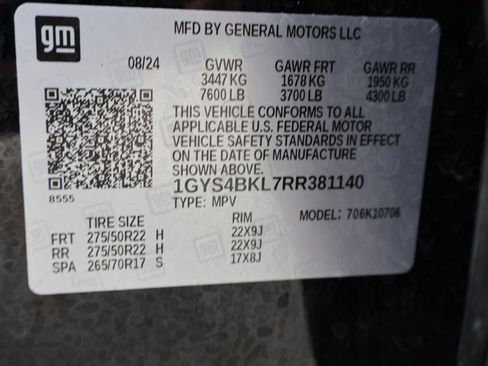 gm
MFD BY GENERAL MOTORS LLC
08/24 GVWR GAWR FRT GAWR RR
3447 KG 1678 KG 1950 KG
7600 LB 3700 LB 4300 LB
THIS VEHICLE CONFORMS TO ALL
APPLICABLE U.S. FEDERAL MOTOR
VEHICLE SAFETY STANDARDS IN EFFECT
ON THE DATE OF MANUFACTURE
SHOWN ABOVE.
8555
1GYS4BKL7RR381140
TYPE: MPV MODEL: 706K10706
TIRE SIZE RIM
FRT 275/50R22 H 22X9J
RR 275/50R22 H 22X9J
SPA 265/70R17 S 17X8J